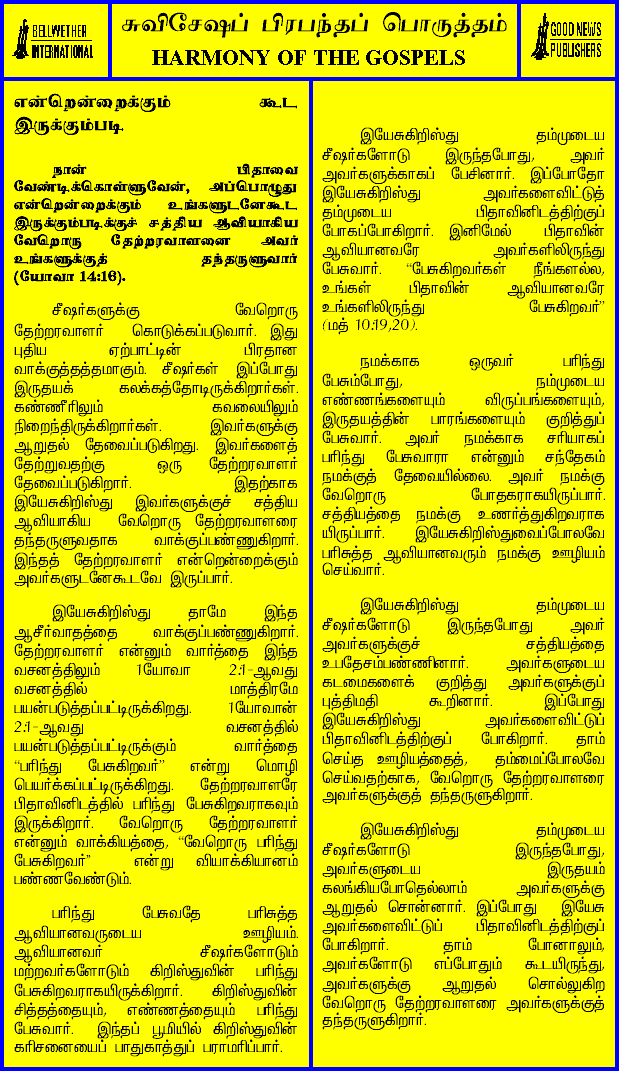 BELLWETHER
INTERNATIONAL
சுவிசேஷப் பிரபந்தப் பொருத்தம்
HARMONY OF THE GOSPELS
GOOD NEWS
PUBLISHERS
என்றென்றைக்கும் கூட
இருக்கும்படி.
நான் பிதாவை
வேண்டிக்கொள்ளுவேன், அப்பொழுது
என்றென்றைக்கும் உங்களுடனேகூட
இருக்கும்படிக்குச் சத்திய ஆவியாகிய
வேறொரு தேற்றரவாளனை அவர்
உங்களுக்குத் தந்தருளுவார்
(யோவா 14:16).
சீஷர்களுக்கு வேறொரு
தேற்றரவாளர் கொடுக்கப்படுவார். இது
புதிய ஏற்பாட்டின் பிரதான
வாக்குத்தத்தமாகும். சீஷர்கள் இப்போது
இருதயக் கலக்கத்தோடிருக்கிறார்கள்.
கண்ணீரிலும் கவலையிலும்
நிறைந்திருக்கிறார்கள். இவர்களுக்கு
ஆறுதல் தேவைப்படுகிறது. இவர்களைத்
தேற்றுவதற்கு ஒரு தேற்றரவாளர்
தேவைப்படுகிறார். இதற்காக
இயேசுகிறிஸ்து இவர்களுக்குச் சத்திய
ஆவியாகிய வேறொரு தேற்றரவாளரை
தந்தருளுவதாக வாக்குப்பண்ணுகிறார்.
இந்தத் தேற்றரவாளர் என்றென்றைக்கும்
அவர்களுடனேகூடவே இருப்பார்.
இயேசுகிறிஸ்து தாமே இந்த
ஆசீர்வாதத்தை வாக்குப்பண்ணுகிறார்.
தேற்றரவாளர் என்னும் வார்த்தை இந்த
வசனத்திலும் 1யோவா 2:1-ஆவது
வசனத்தில் மாத்திரமே
பயன்படுத்தப்பட்டிருக்கிறது. 1யோவான்
2:1-ஆவது வசனத்தில்
பயன்படுத்தப்பட்டிருக்கும் வார்த்தை
“பரிந்து பேசுகிறவர்” என்று மொழி
பெயர்க்கப்பட்டிருக்கிறது. தேற்றரவாளரே
பிதாவினிடத்தில் பரிந்து பேசுகிறவராகவும்
இருக்கிறார். வேறொரு தேற்றரவாளர்
என்னும் வாக்கியத்தை, “வேறொரு பரிந்து
பேசுகிறவர்” என்று வியாக்கியானம்
பண்ணவேண்டும்.
பரிந்து பேசுவதே பரிசுத்த
ஆவியானவருடைய ஊழியம்.
ஆவியானவர் சீஷர்களோடும்
மற்றவர்களோடும் கிறிஸ்துவின் பரிந்து
பேசுகிறவராகயிருக்கிறார். கிறிஸ்துவின்
சித்தத்தையும், எண்ணத்தையும் பரிந்து
பேசுவார். இந்தப் பூமியில் கிறிஸ்துவின்
கரிசனையைப் பாதுகாத்துப் பராமரிப்பார்.
இயேசுகிறிஸ்து தம்முடைய
சீஷர்களோடு இருந்தபோது, அவர்
அவர்களுக்காகப் பேசினார். இப்போதோ
இயேசுகிறிஸ்து அவர்களைவிட்டுத்
தம்முடைய பிதாவினிடத்திற்குப்
போகப்போகிறார். இனிமேல் பிதாவின்
ஆவியானவரே அவர்களிலிருந்து
பேசுவார். “பேசுகிறவர்கள் நீங்களல்ல,
உங்கள் பிதாவின் ஆவியானவரே
உங்களிலிருந்து பேசுகிறவர்”
(மத் 10:19,20).
நமக்காக ஒருவர் பரிந்து
பேசும்போது, நம்முடைய
எண்ணங்களையும் விருப்பங்களையும்,
இருதயத்தின் பாரங்களையும் குறித்துப்
பேசுவார். அவர் நமக்காக சரியாகப்
பரிந்து பேசுவாரா என்னும் சந்தேகம்
நமக்குத் தேவையில்லை. அவர் நமக்கு
வேறொரு போதகராகயிருப்பார்.
சத்தியத்தை நமக்கு உணர்த்துகிறவராக
யிருப்பார். இயேசுகிறிஸ்துவைப்போலவே
பரிசுத்த ஆவியானவரும் நமக்கு ஊழியம்
செய்வார்.
இயேசுகிறிஸ்து தம்முடைய
சீஷர்களோடு இருந்தபோது அவர்
அவர்களுக்குச் சத்தியத்தை
உபதேசம்பண்ணினார். அவர்களுடைய
கடமைகளைக் குறித்து அவர்களுக்குப்
புத்திமதி கூறினார். இப்போது
இயேசுகிறிஸ்து அவர்களைவிட்டுப்
பிதாவினிடத்திற்குப் போகிறார். தாம்
செய்த ஊழியத்தைத், தம்மைப்போலவே
செய்வதற்காக, வேறொரு தேற்றரவாளரை
அவர்களுக்குத் தந்தருளுகிறார்.
இயேசுகிறிஸ்து தம்முடைய
சீஷர்களோடு இருந்தபோது,
அவர்களுடைய இருதயம்
கலங்கியபோதெல்லாம் அவர்களுக்கு
ஆறுதல் சொன்னார். இப்போது இயேசு
அவர்களைவிட்டுப் பிதாவினிடத்திற்குப்
போகிறார். தாம் போனாலும்,
அவர்களோடு எப்போதும் கூடயிருந்து,
அவர்களுக்கு ஆறுதல் சொல்லுகிற
வேறொரு தேற்றரவாளரை அவர்களுக்குத்
தந்தருளுகிறார்.